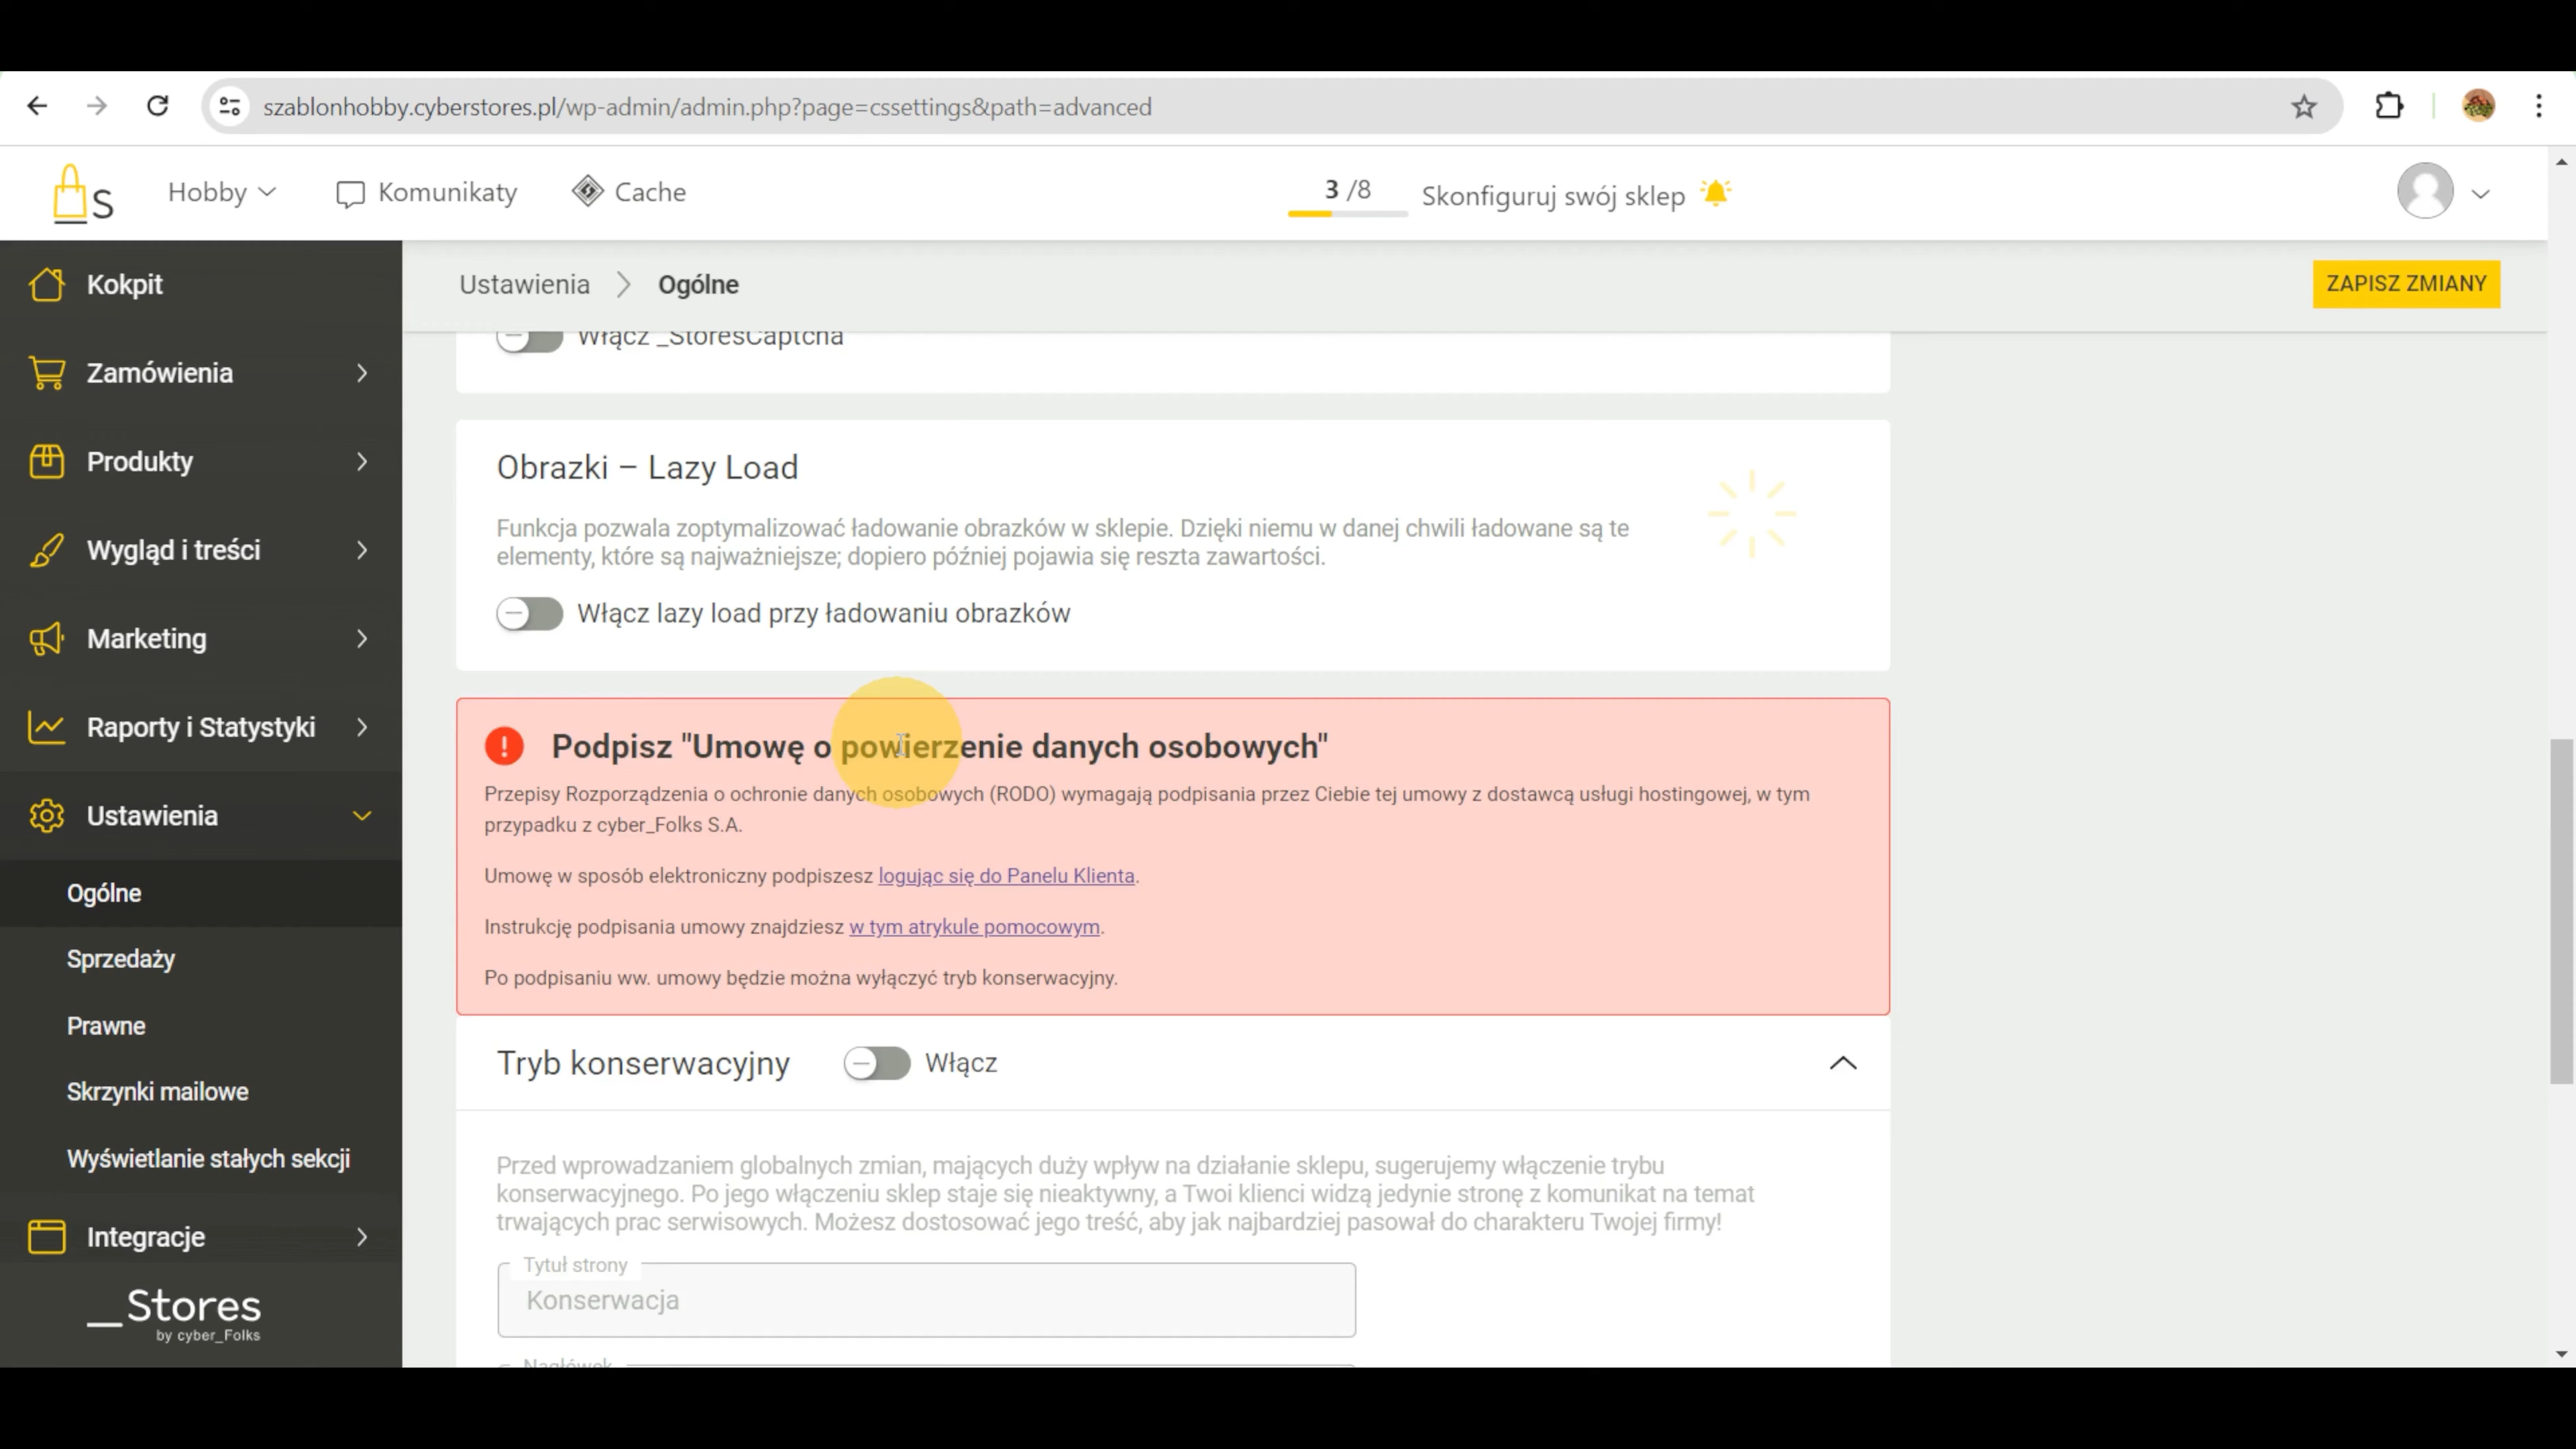 szablonhobby.cyberstores.pl/wp-admin/admin.php?page=cssettings&path=advanced
S
Hobby
Komunikaty
Cache
3 /8
Skonfiguruj swój sklep
Kokpit
Zamówienia
Produkty
Wygląd i treści
Marketing
Raporty i Statystyki
Ustawienia
Ogólne
Sprzedaży
Prawne
Skrzynki mailowe
Wyświetlanie stałych sekcji
Integracje
_Stores
by cyber_Folks
Ustawienia > Ogólne
ZAPISZ ZMIANY
Włącz _StoresCaptcha
Obrazki – Lazy Load
Funkcja pozwala zoptymalizować ładowanie obrazków w sklepie. Dzięki niemu w danej chwili ładowane są te
elementy, które są najważniejsze; dopiero później pojawia się reszta zawartości.
Włącz lazy load przy ładowaniu obrazków
Podpisz "Umowę o powierzenie danych osobowych"
Przepisy Rozporządzenia o ochronie danych osobowych (RODO) wymagają podpisania przez Ciebie tej umowy z dostawcą usługi hostingowej, w tym
przypadku z cyber_Folks S.A.
Umowę w sposób elektroniczny podpiszesz logując się do Panelu Klienta.
Instrukcję podpisania umowy znajdziesz w tym atrykule pomocowym.
Po podpisaniu ww. umowy będzie można wyłączyć tryb konserwacyjny.
Tryb konserwacyjny
Włącz
Przed wprowadzaniem globalnych zmian, mających duży wpływ na działanie sklepu, sugerujemy włączenie trybu
konserwacyjnego. Po jego włączeniu sklep staje się nieaktywny, a Twoi klienci widzą jedynie stronę z komunikat na temat
trwających prac serwisowych. Możesz dostosować jego treść, aby jak najbardziej pasował do charakteru Twojej firmy!
Tytuł strony
Konserwacja
Nagłówek